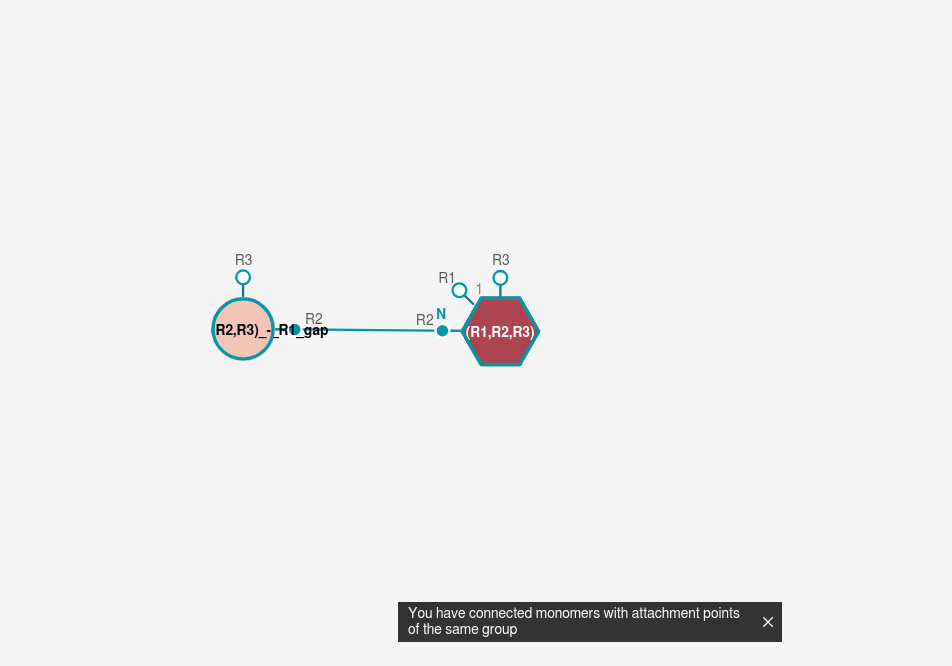 R3
R3
R1
1
N
R2
R2
R2,R3)_-_R1_gap
(R1,R2,R3)
You have connected monomers with attachment points
of the same group